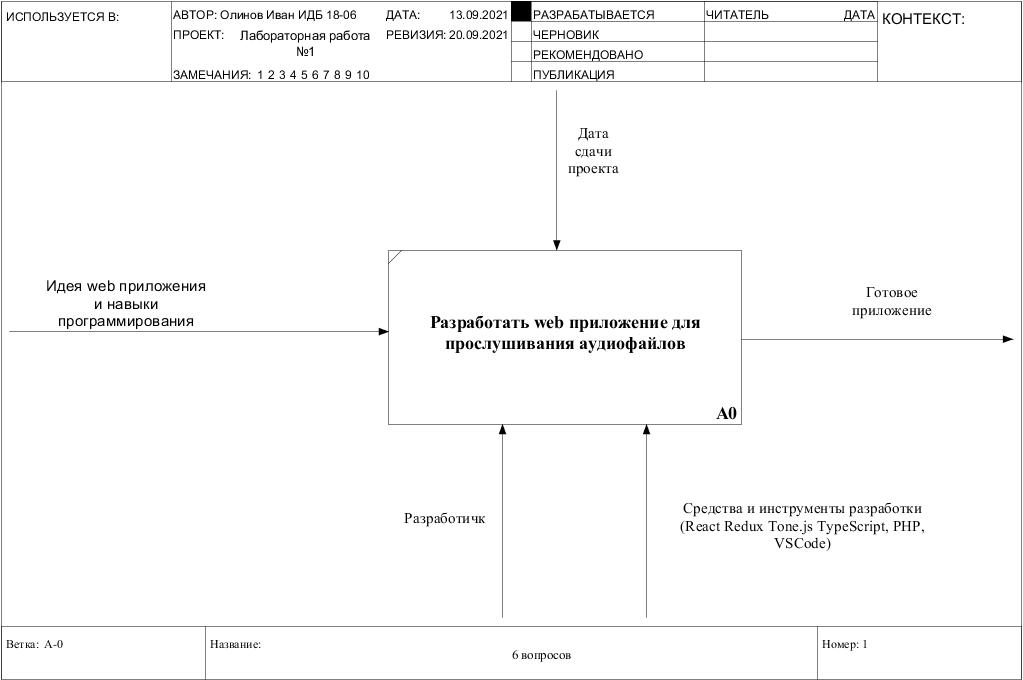 ИСПОЛЬЗУЕТСЯ В:
АВТОР: Олинов Иван ИДБ 18-06
ДАТА: 13.09.2021
ПРОЕКТ: Лабораторная работа
№1
РЕВИЗИЯ: 20.09.2021
ЗАМЕЧАНИЯ: 1 2 3 4 5 6 7 8 9 10
РАЗРАБАТЫВАЕТСЯ
ЧЕРНОВИК
РЕКОМЕНДОВАНО
ПУБЛИКАЦИЯ
ЧИТАТЕЛЬ
ДАТА
КОНТЕКСТ:
Дата
сдачи
проекта
Идея web приложения
и навыки
программирования
Разработать web приложение для
прослушивания аудиофайлов
A0
Готовое
приложение
Разработичк
Средства и инструменты разработки
(React Redux Tone.js TypeScript, PHP,
VSCode)
Ветка: A-0
Название:
6 вопросов
Номер: 1